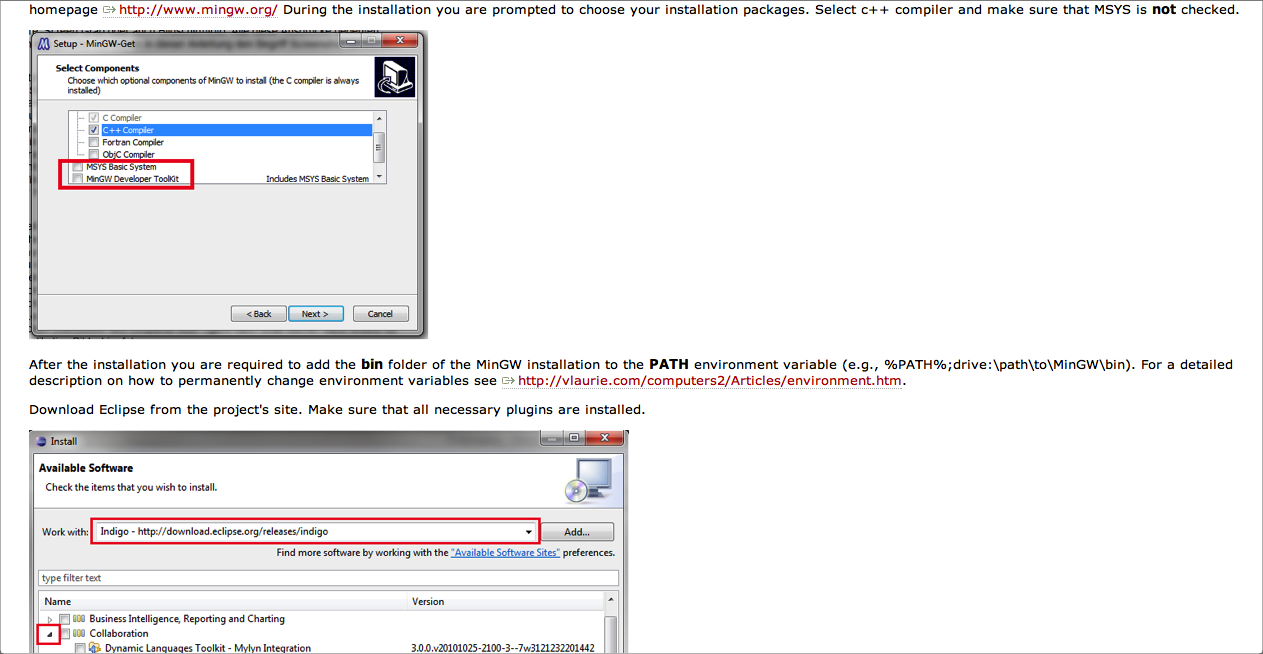 homepage http://www.mingw.org/ During the installation you are prompted to choose your installation packages. Select c++ compiler and make sure that MSYS is not checked.
Setup - MinGW-Get
Select Components
Choose which optional components of MinGW to install (the C compiler is always
installed)
C Compiler
C++ Compiler
Fortran Compiler
ObjC Compiler
MSYS Basic System
MinGW Developer ToolKit Includes MSYS Basic System
< Back Next > Cancel
After the installation you are required to add the bin folder of the MinGW installation to the PATH environment variable (e.g., %PATH%;drive:\path\to\MinGW\bin). For a detailed
description on how to permanently change environment variables see http://vlaurie.com/computers2/Articles/environment.htm.
Download Eclipse from the project's site. Make sure that all necessary plugins are installed.
Install
Available Software
Check the items that you wish to install.
Work with: Indigo - http://download.eclipse.org/releases/indigo Add...
Find more software by working with the "Available Software Sites" preferences.
type filter text
Name Version
Business Intelligence, Reporting and Charting
Collaboration
Dynamic Languages Toolkit - Mylyn Integration 3.0.0.v20101025-2100-3--7w3121232201442